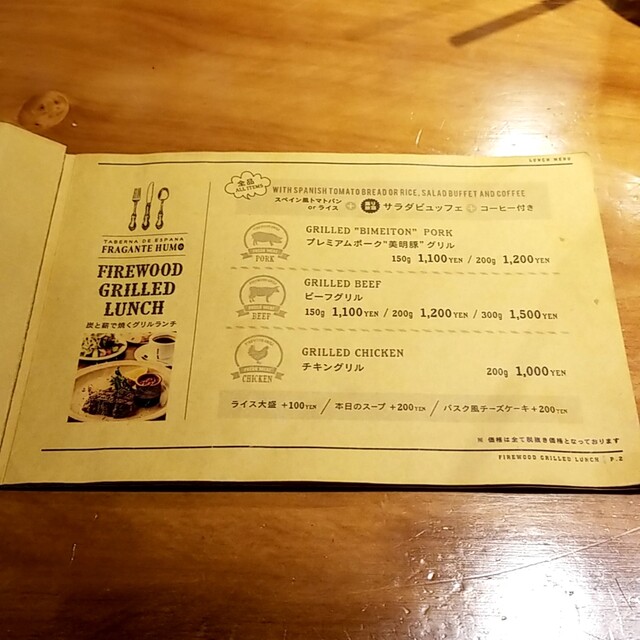 LUNCH MENU
TABERNA DE ESPANA
FRAGANTE HUMO
FIREWOOD
GRILLED
LUNCH
炭と薪で焼くグリルランチ
全品
ALL ITEMS
WITH SPANISH TOMATO BREAD OR RICE, SALAD BUFFET AND COFFEE
スペイン風トマトパン
or ライス
+ サラダビュッフェ + コーヒー付き
PORK
GRILLED "BIMEITON" PORK
プレミアムポーク"美明豚"グリル
150g 1,100YEN / 200g 1,200YEN
BEEF
GRILLED BEEF
ビーフグリル
150g 1,100YEN / 200g 1,200YEN / 300g 1,500YEN
CHICKEN
GRILLED CHICKEN
チキングリル
200g 1,000YEN
ライス大盛 +100YEN / 本日のスープ +200YEN / バスク風チーズケーキ +200YEN
※ 価格は全て税抜き価格となっております
FIREWOOD GRILLED LUNCH P.2